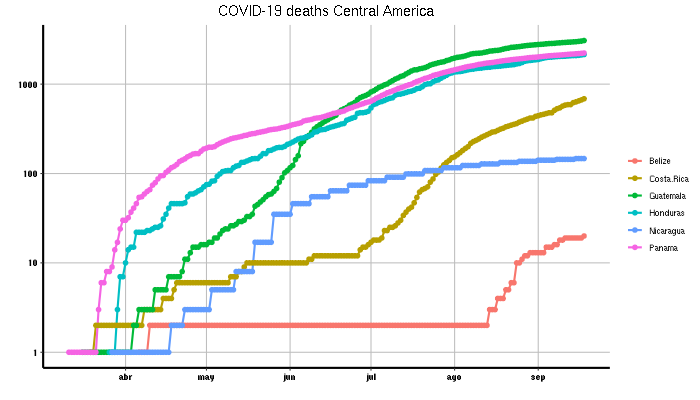 COVID-19 deaths Central America
1000
100
10
1
abr may jun jul ago sep
Belize
Costa.Rica
Guatemala
Honduras
Nicaragua
Panama